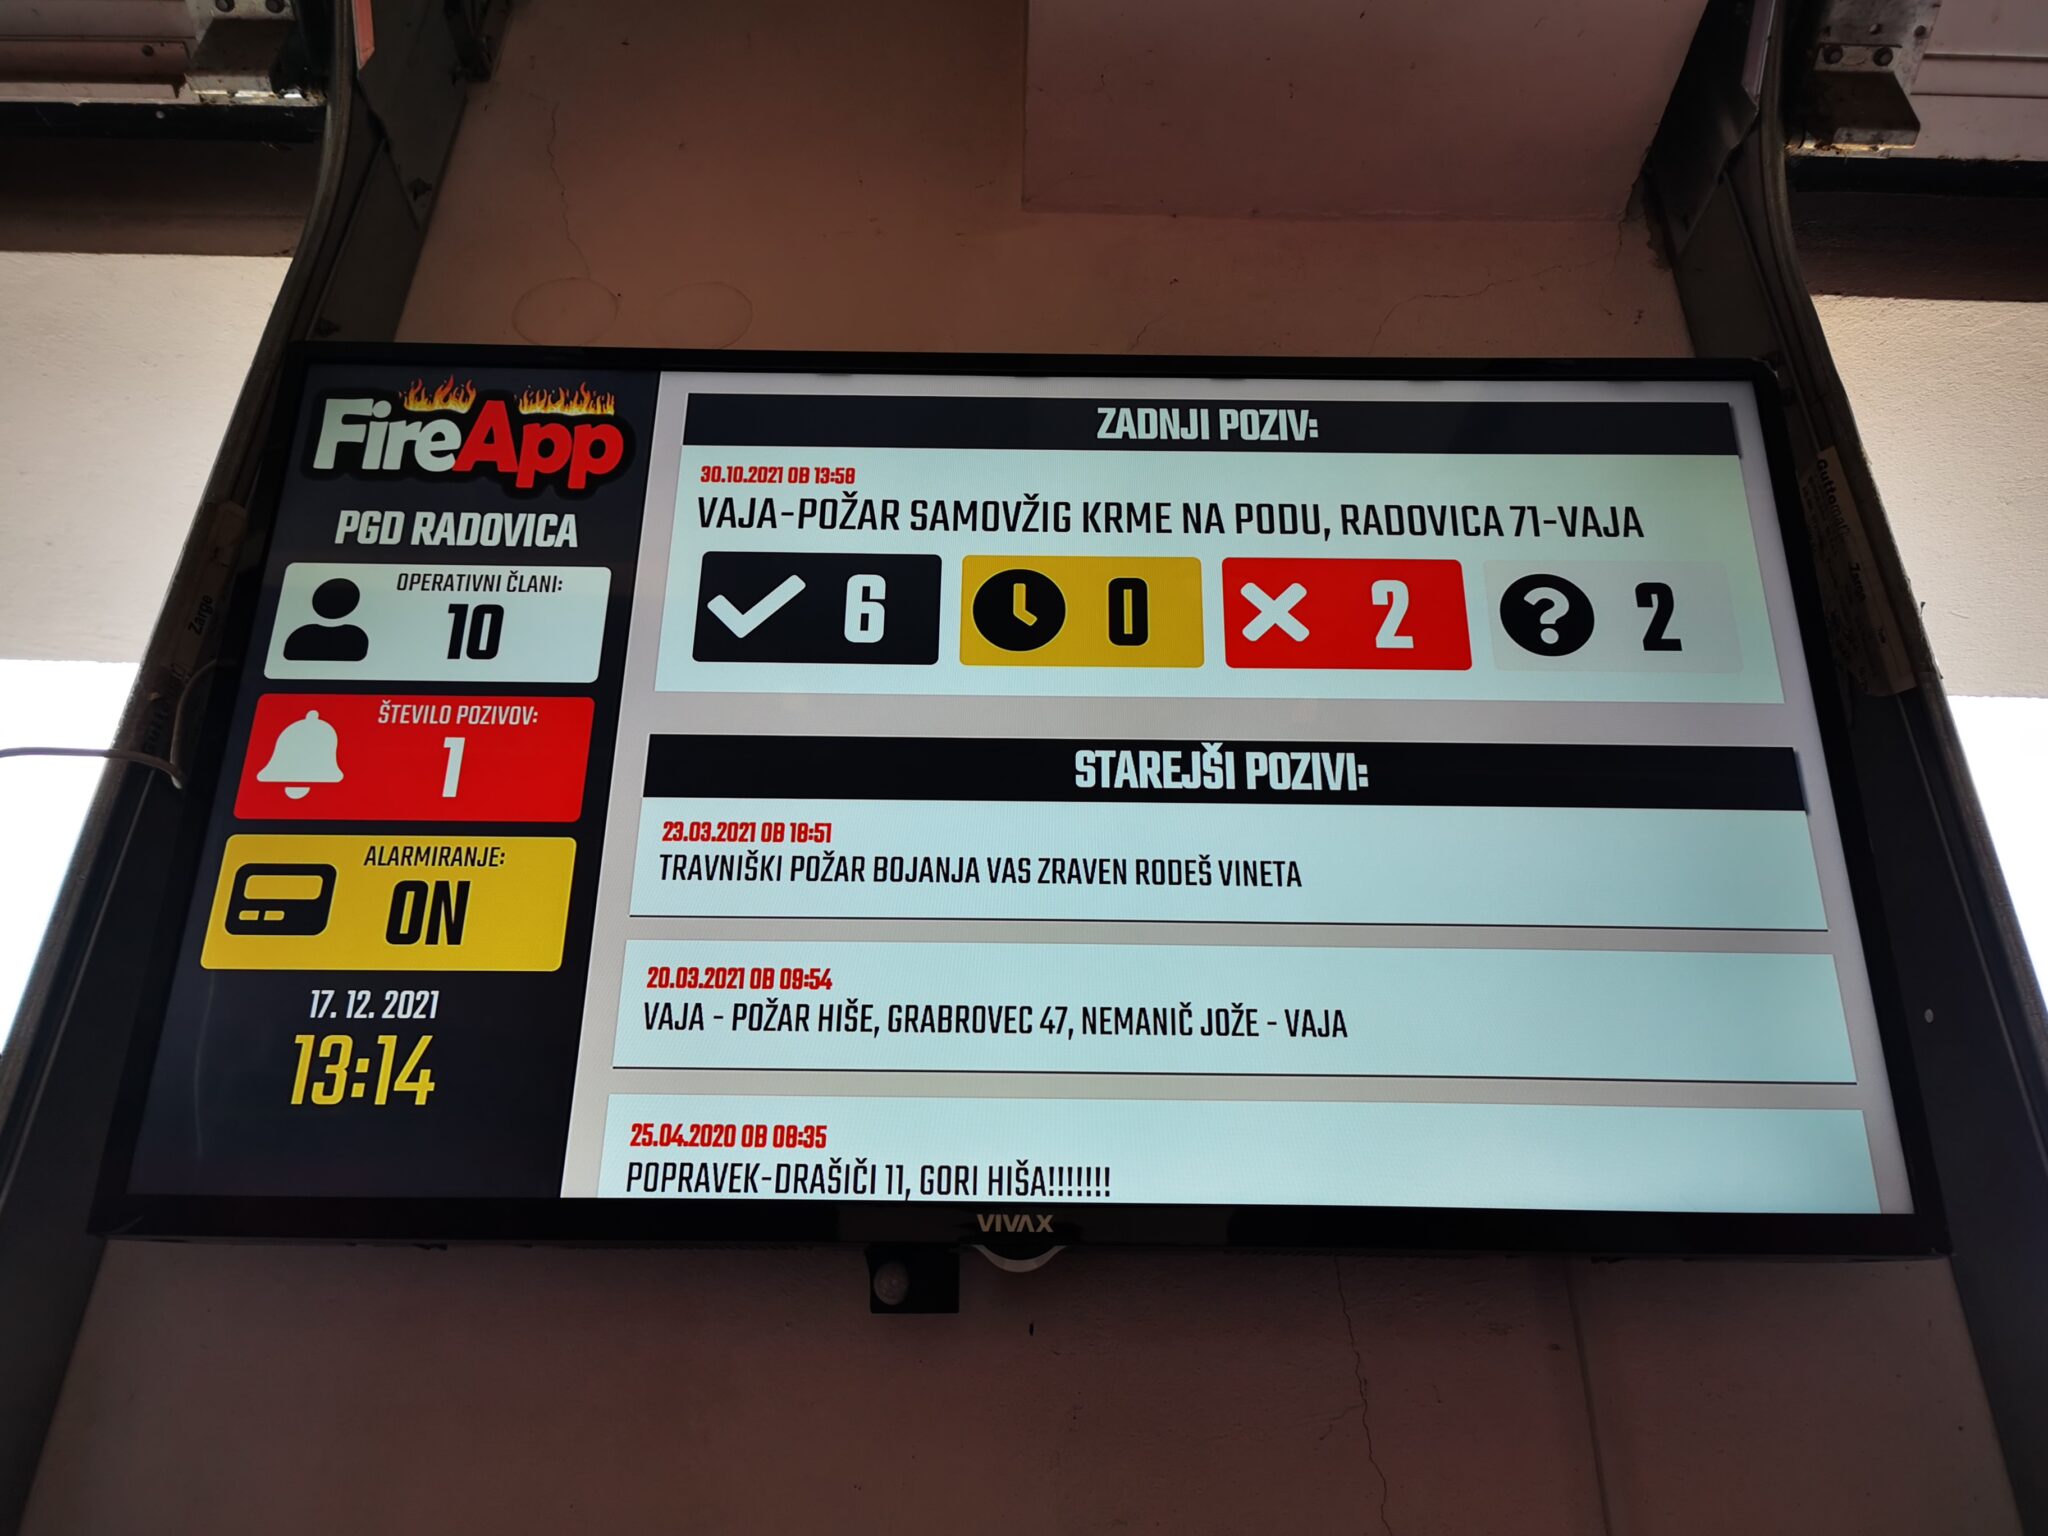 FireApp
PGD RADOVICA
OPERATIVNI ČLANI:
10
ŠTEVILO POZIVOV:
1
ALARMIRANJE:
ON
17. 12. 2021
13:14
ZADNJI POZIV:
30.10.2021 OB 13:58
VAJA-POŽAR SAMOVŽIG KRME NA PODU, RADOVICA 71-VAJA
6
0
2
? 2
STAREJŠI POZIVI:
23.03.2021 OB 18:51
TRAVNIŠKI POŽAR BOJANJA VAS ZRAVEN RODEŠ VINETA
20.03.2021 OB 09:54
VAJA - POŽAR HIŠE, GRABROVEC 47, NEMANIČ JOŽE - VAJA
25.04.2020 OB 08:35
POPRAVEK-DRAŠIČI 11, GORI HIŠA!!!!!!!
VIVAX
Zarge